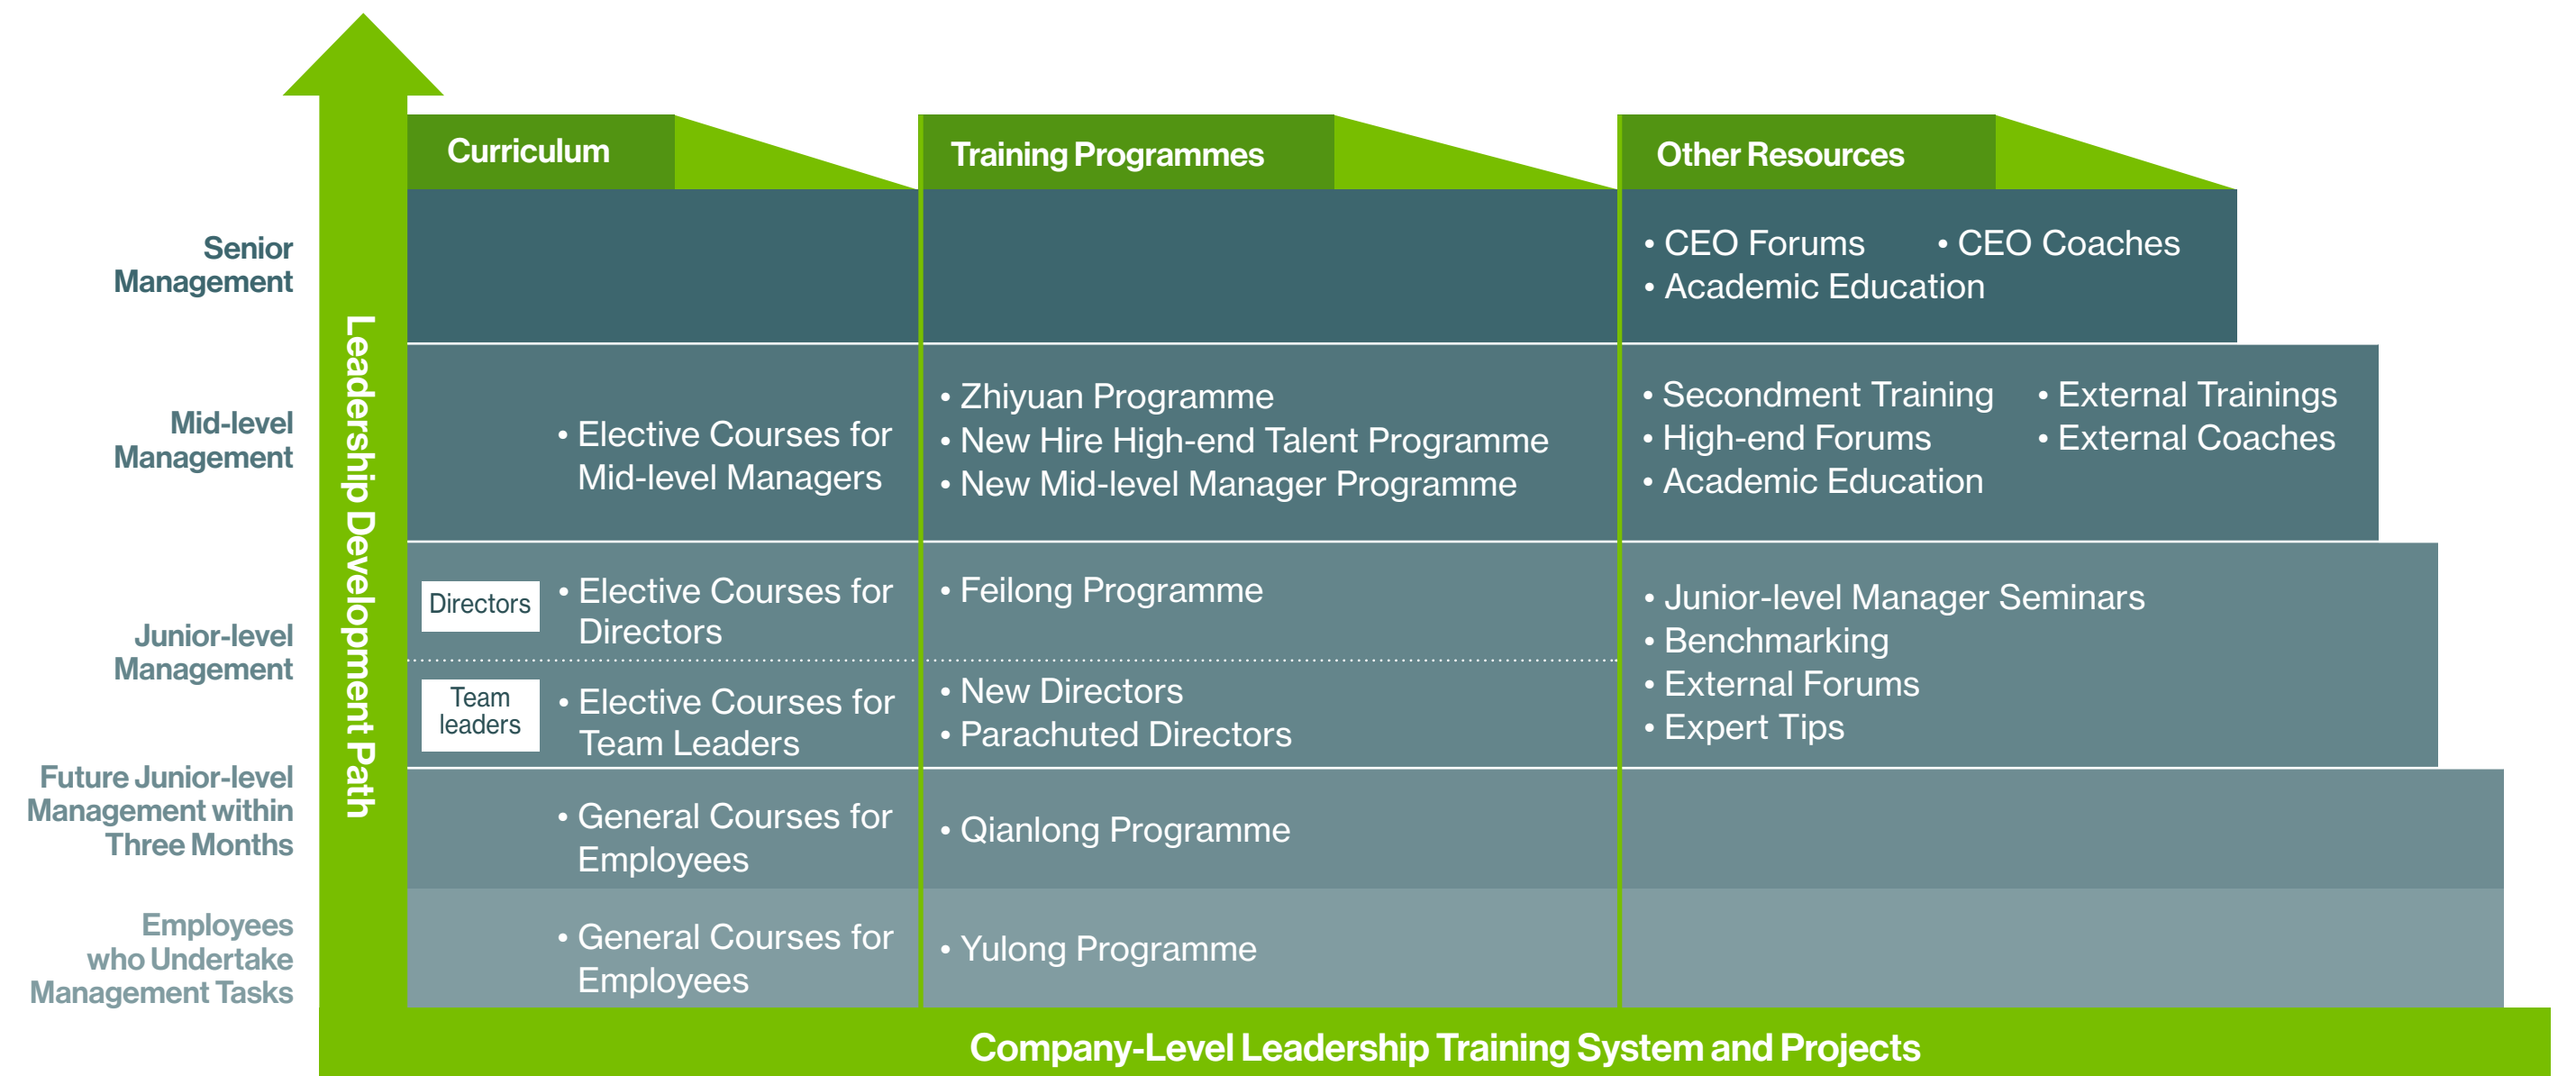 Curriculum
Training Programmes
Other Resources
Leadership Development Path
Senior
Management
• CEO Forums • CEO Coaches
• Academic Education
Mid-level
Management
• Elective Courses for
Mid-level Managers
• Zhiyuan Programme
• New Hire High-end Talent Programme
• New Mid-level Manager Programme
• Secondment Training • External Trainings
• High-end Forums • External Coaches
• Academic Education
Junior-level
Management
Directors
• Elective Courses for
Directors
• Feilong Programme
Team
leaders
• Elective Courses for
Team Leaders
• New Directors
• Parachuted Directors
• Junior-level Manager Seminars
• Benchmarking
• External Forums
• Expert Tips
Future Junior-level
Management within
Three Months
• General Courses for
Employees
• Qianlong Programme
Employees
who Undertake
Management Tasks
• General Courses for
Employees
• Yulong Programme
Company-Level Leadership Training System and Projects